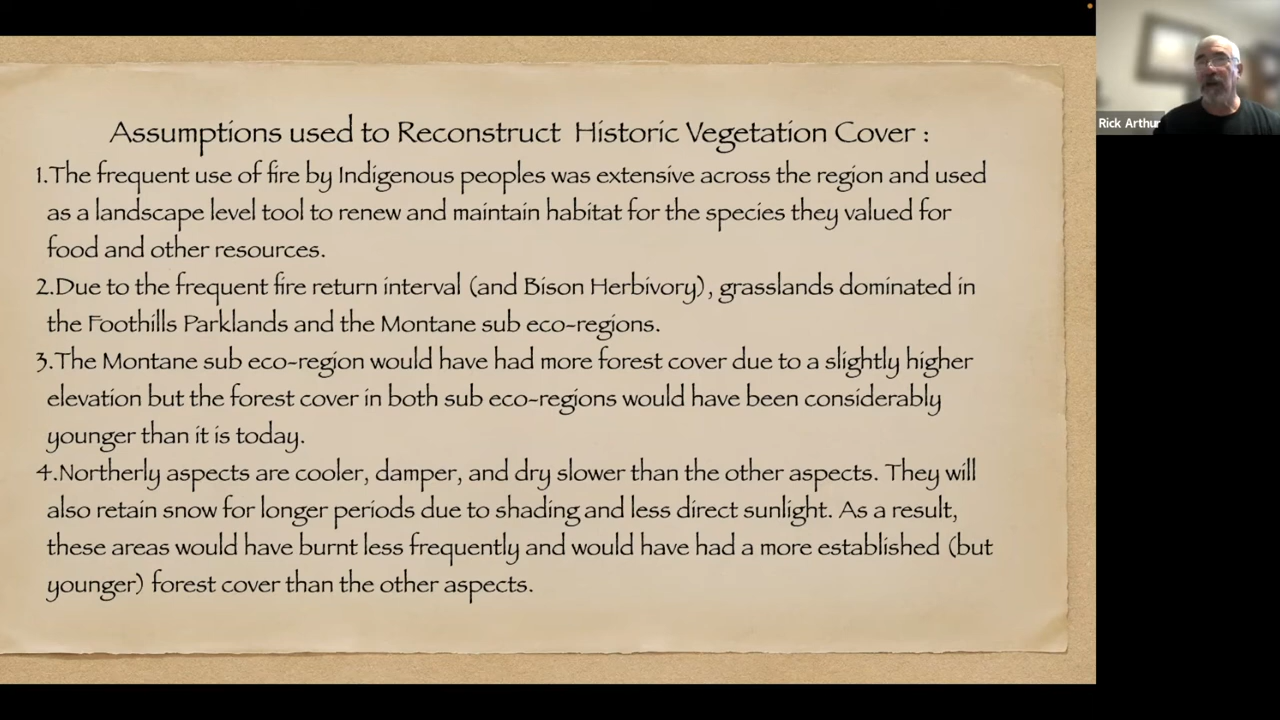 Assumptions used to Reconstruct Historic Vegetation Cover :
1.The frequent use of fire by Indigenous peoples was extensive across the region and used
as a landscape level tool to renew and maintain habitat for the species they valued for
food and other resources.
2.Due to the frequent fire return interval (and Bison Herbivory), grasslands dominated in
the Foothills Parklands and the Montane sub eco-regions.
3.The Montane sub eco-region would have had more forest cover due to a slightly higher
elevation but the forest cover in both sub eco-regions would have been considerably
younger than it is today.
4.Northerly aspects are cooler, damper, and dry slower than the other aspects. They will
also retain snow for longer periods due to shading and less direct sunlight. As a result,
these areas would have burnt less frequently and would have had a more established (but
younger) forest cover than the other aspects.
Rick Arthur